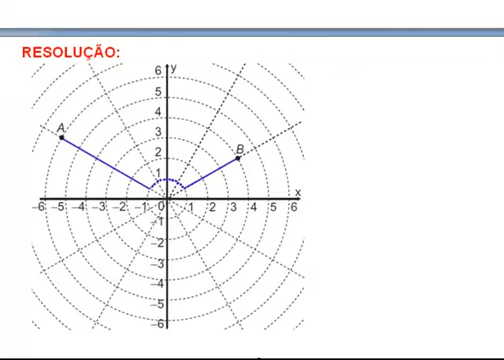 RESOLUÇÃO:
6 y
5
4
A 3
B 2
1
x
–6 –5 –4 –3 –2 –1 0 1 2 3 4 5 6
–1
–2
–3
–4
–5
–6